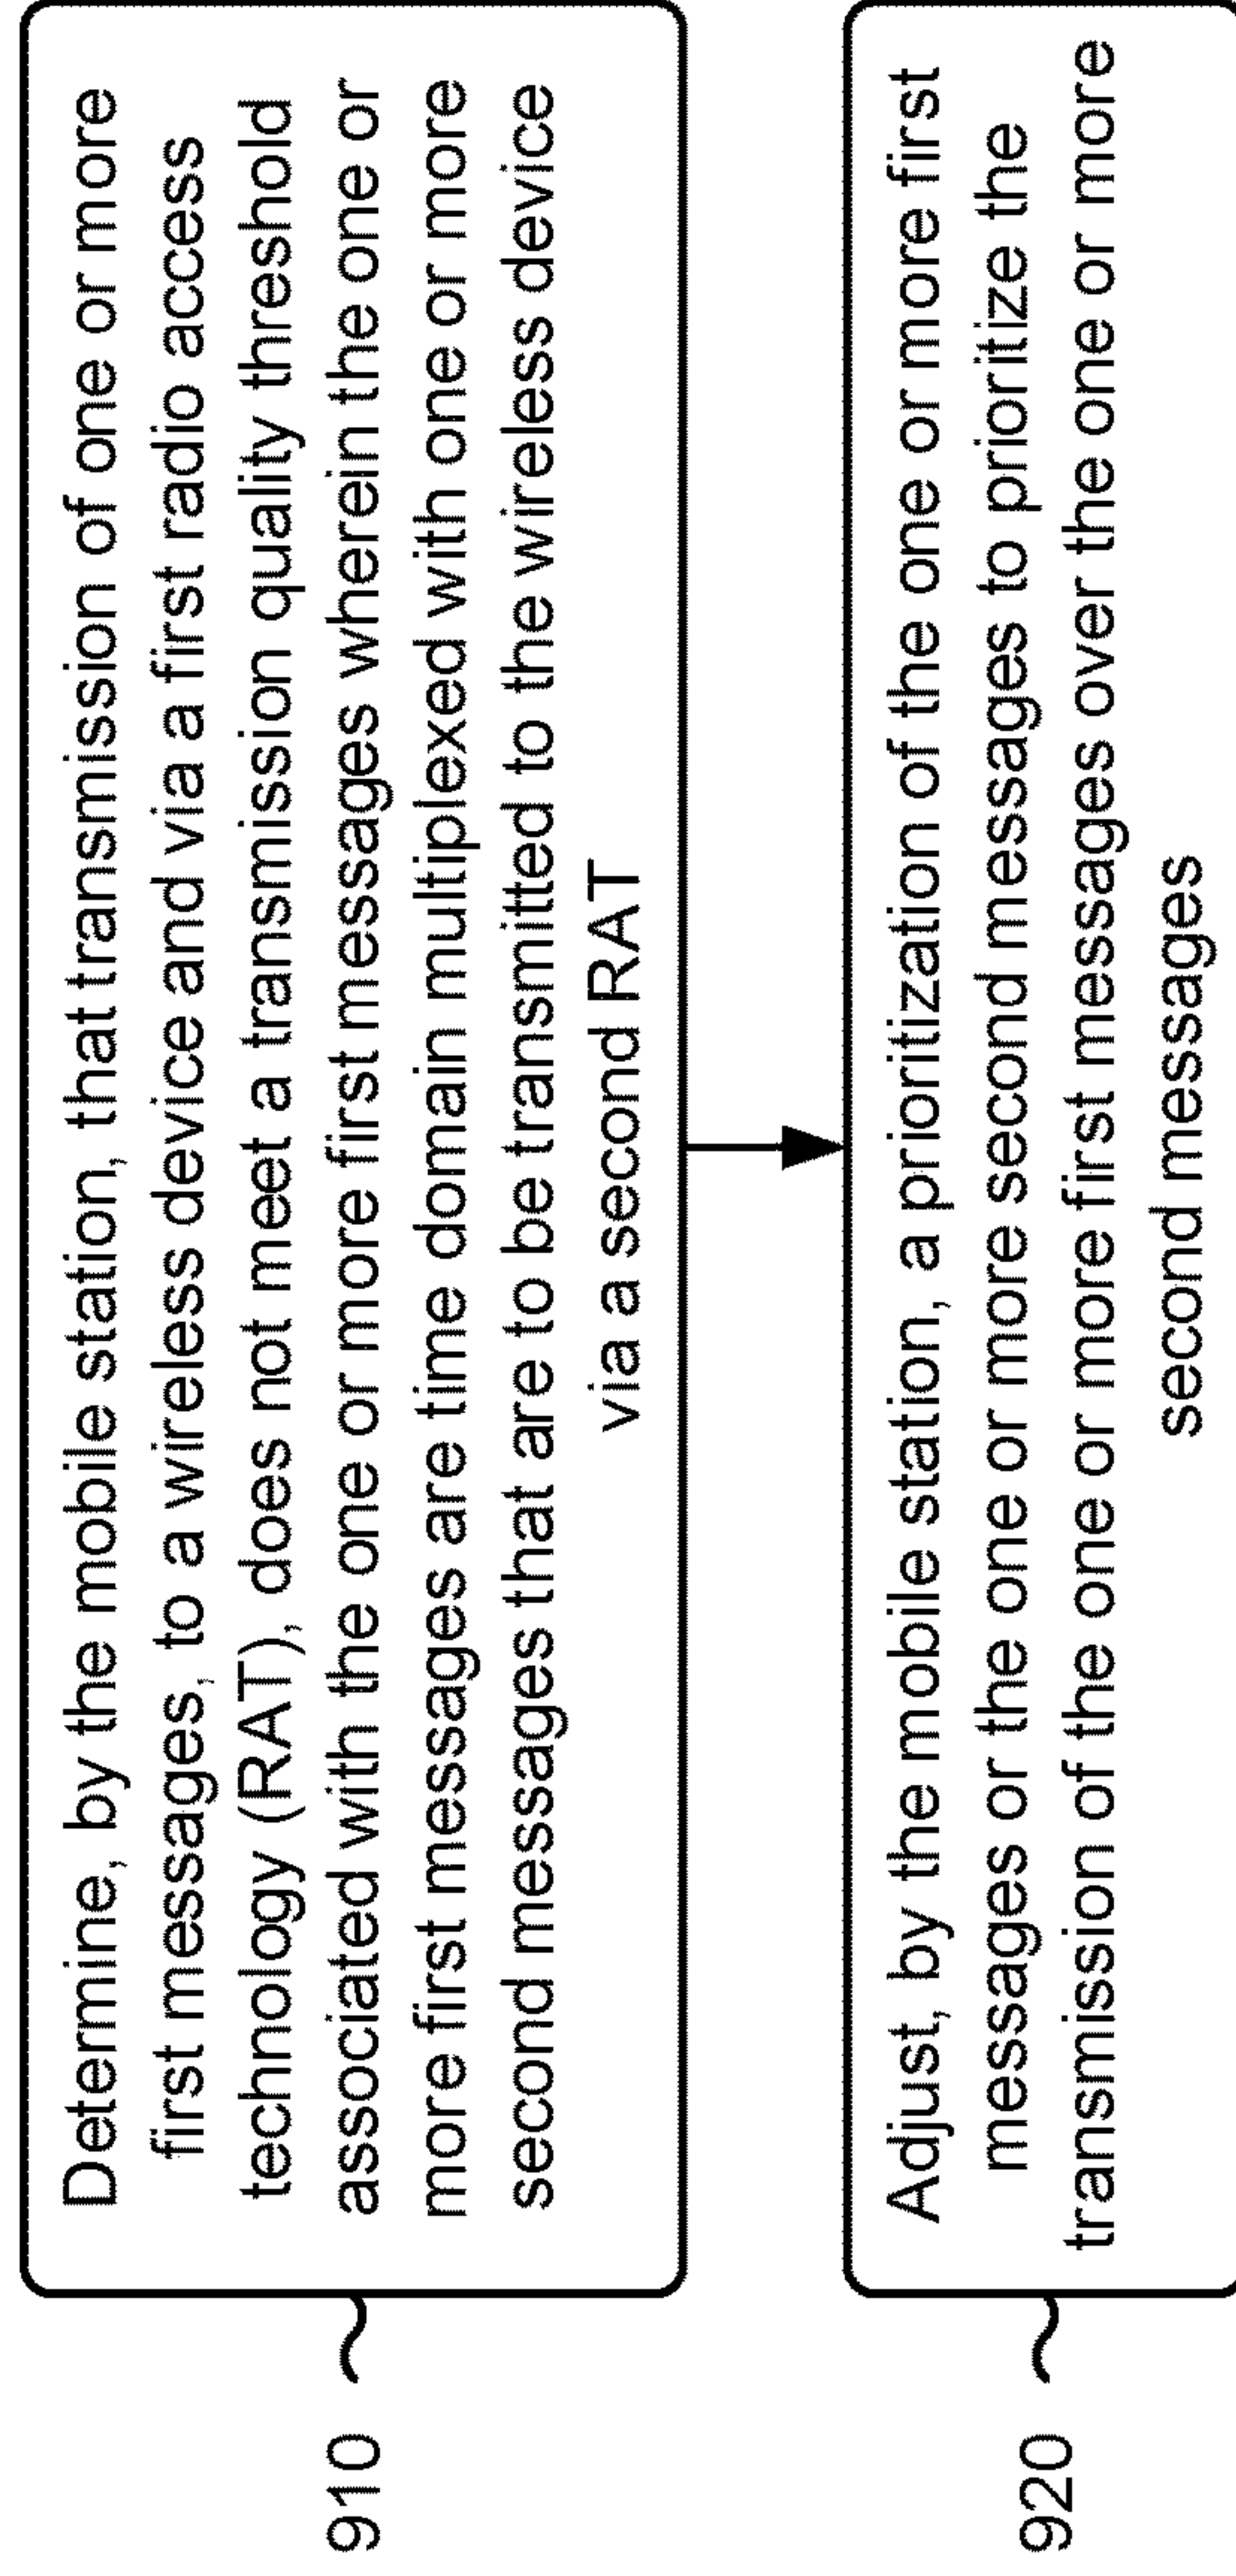 910
Determine, by the mobile station, that transmission of one or more
first messages, to a wireless device and via a first radio access
technology (RAT), does not meet a transmission quality threshold
associated with the one or more first messages wherein the one or
more first messages are time domain multiplexed with one or more
second messages that are to be transmitted to the wireless device
via a second RAT
920
Adjust, by the mobile station, a prioritization of the one or more first
messages or the one or more second messages to prioritize the
transmission of the one or more first messages over the one or more
second messages